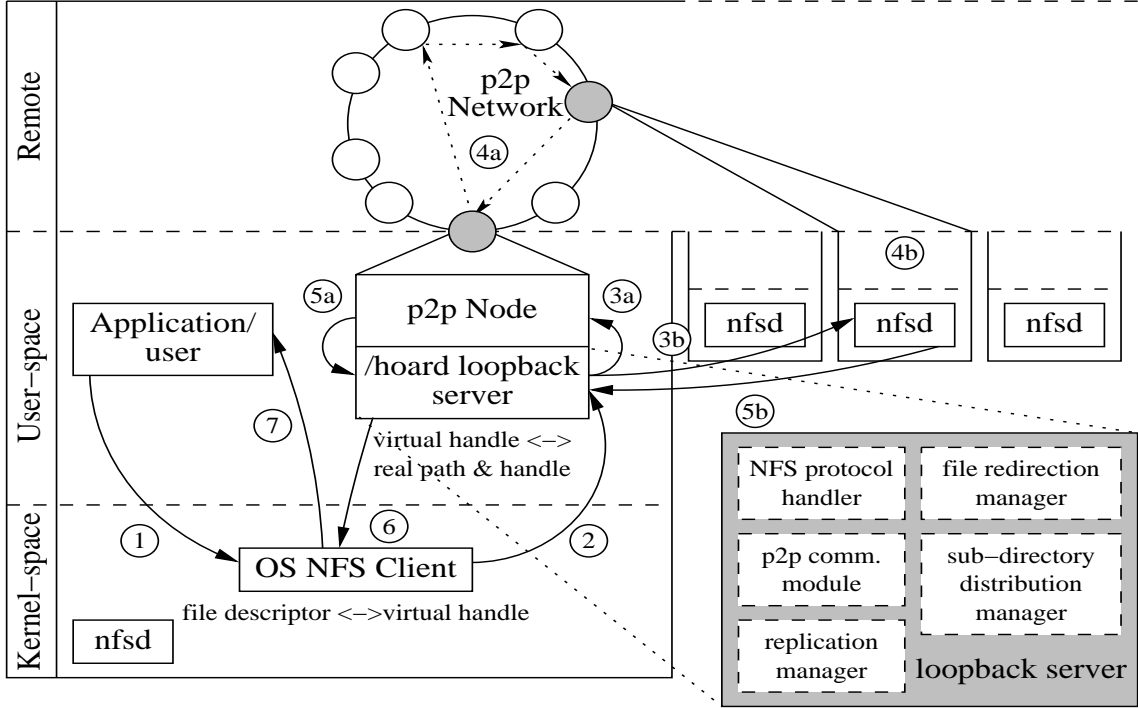 Remote
p2p
Network
4a
User-space
4b
5a
3a
p2p Node
Application/
user
nfsd
nfsd
nfsd
3b
/hoard loopback
server
5b
7
virtual handle <->
real path & handle
NFS protocol
handler
file redirection
manager
Kernel-space
1
6
2
OS NFS Client
p2p comm.
module
sub-directory
distribution
manager
file descriptor <->virtual handle
nfsd
replication
manager
loopback server